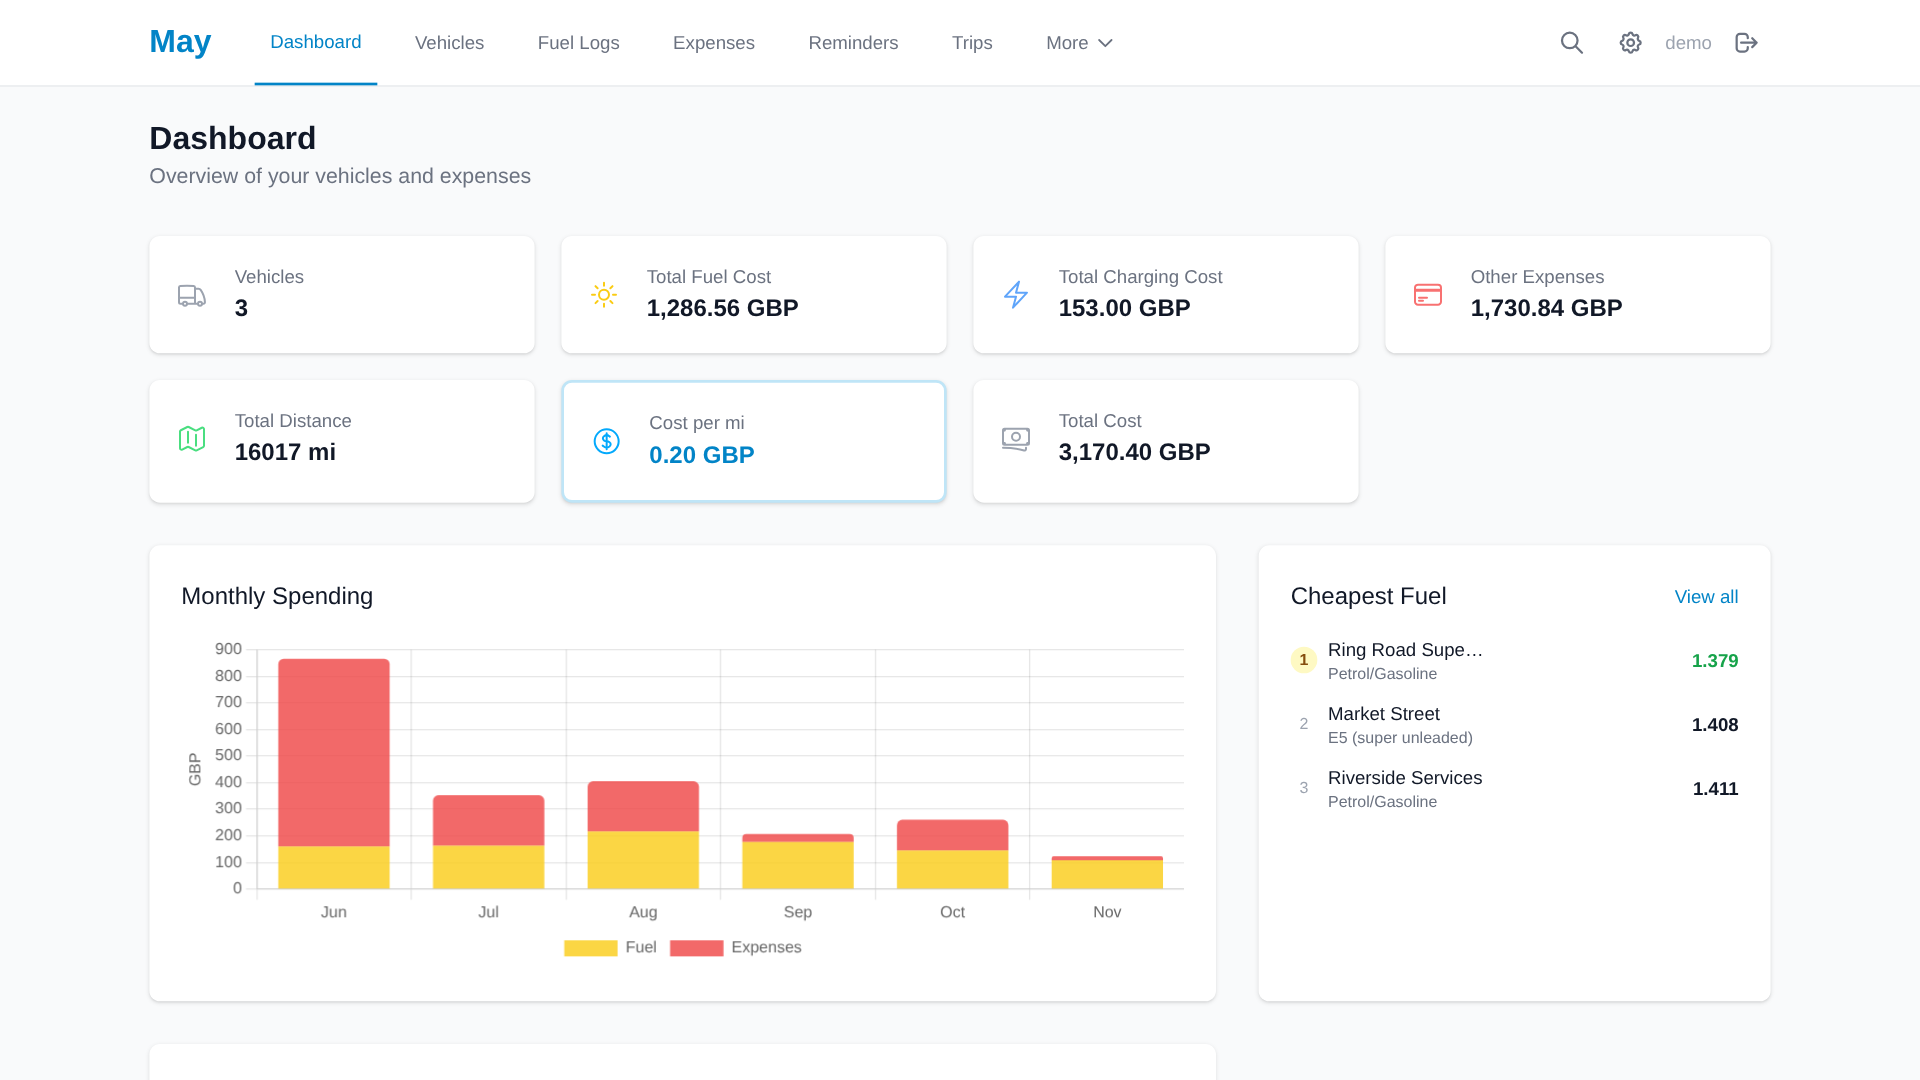 May
Dashboard
Vehicles
Fuel Logs
Expenses
Reminders
Trips
More
demo
Dashboard
Overview of your vehicles and expenses
Vehicles
3
Total Fuel Cost
1,286.56 GBP
Total Charging Cost
153.00 GBP
Other Expenses
1,730.84 GBP
Total Distance
16017 mi
Cost per mi
0.20 GBP
Total Cost
3,170.40 GBP
Monthly Spending
GBP
900
800
700
600
500
400
300
200
100
0
Jun
Jul
Aug
Sep
Oct
Nov
Fuel
Expenses
Cheapest Fuel
View all
1
Ring Road Supe…
Petrol/Gasoline
1.379
2
Market Street
E5 (super unleaded)
1.408
3
Riverside Services
Petrol/Gasoline
1.411